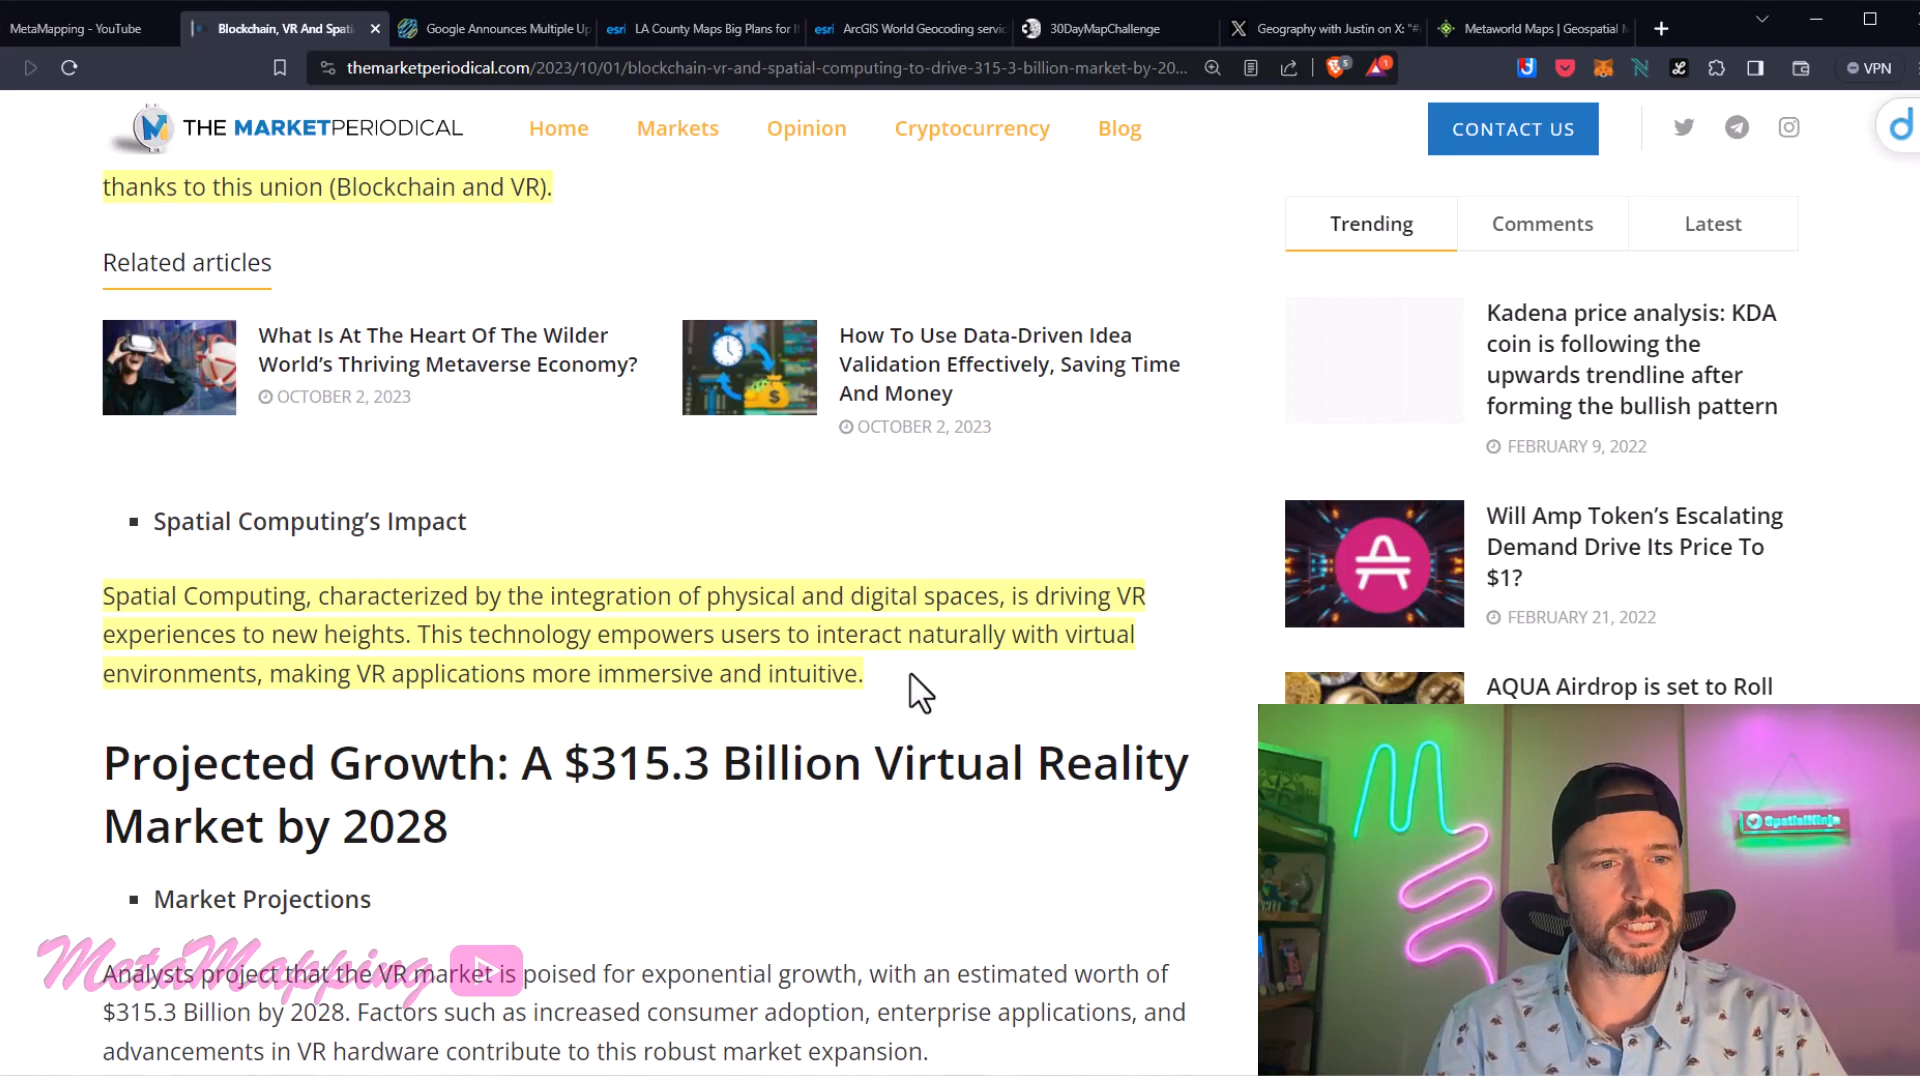 MetaMapping - YouTube
Blockchain, VR And Spati
Google Announces Multiple Up
esri LA County Maps Big Plans for I
esri ArcGIS World Geocoding servic
30DayMapChallenge
Geography with Justin on X: "#
Metaworld Maps | Geospatial M
themarketperiodical.com/2023/10/01/blockchain-vr-and-spatial-computing-to-drive-315-3-billion-market-by-20...
5
1
VPN
THE MARKETPERIODICAL
Home
Markets
Opinion
Cryptocurrency
Blog
CONTACT US
thanks to this union (Blockchain and VR).
Related articles
What Is At The Heart Of The Wilder
World's Thriving Metaverse Economy?
OCTOBER 2, 2023
How To Use Data-Driven Idea
Validation Effectively, Saving Time
And Money
OCTOBER 2, 2023
Spatial Computing's Impact
Spatial Computing, characterized by the integration of physical and digital spaces, is driving VR
experiences to new heights. This technology empowers users to interact naturally with virtual
environments, making VR applications more immersive and intuitive.
Projected Growth: A $315.3 Billion Virtual Reality
Market by 2028
Market Projections
Analysts project that the VR market is poised for exponential growth, with an estimated worth of
$315.3 Billion by 2028. Factors such as increased consumer adoption, enterprise applications, and
advancements in VR hardware contribute to this robust market expansion.
MetaMapping
Trending
Comments
Latest
Kadena price analysis: KDA
coin is following the
upwards trendline after
forming the bullish pattern
FEBRUARY 9, 2022
Will Amp Token's Escalating
Demand Drive Its Price To
$1?
FEBRUARY 21, 2022
AQUA Airdrop is set to Roll
SpatialNinja